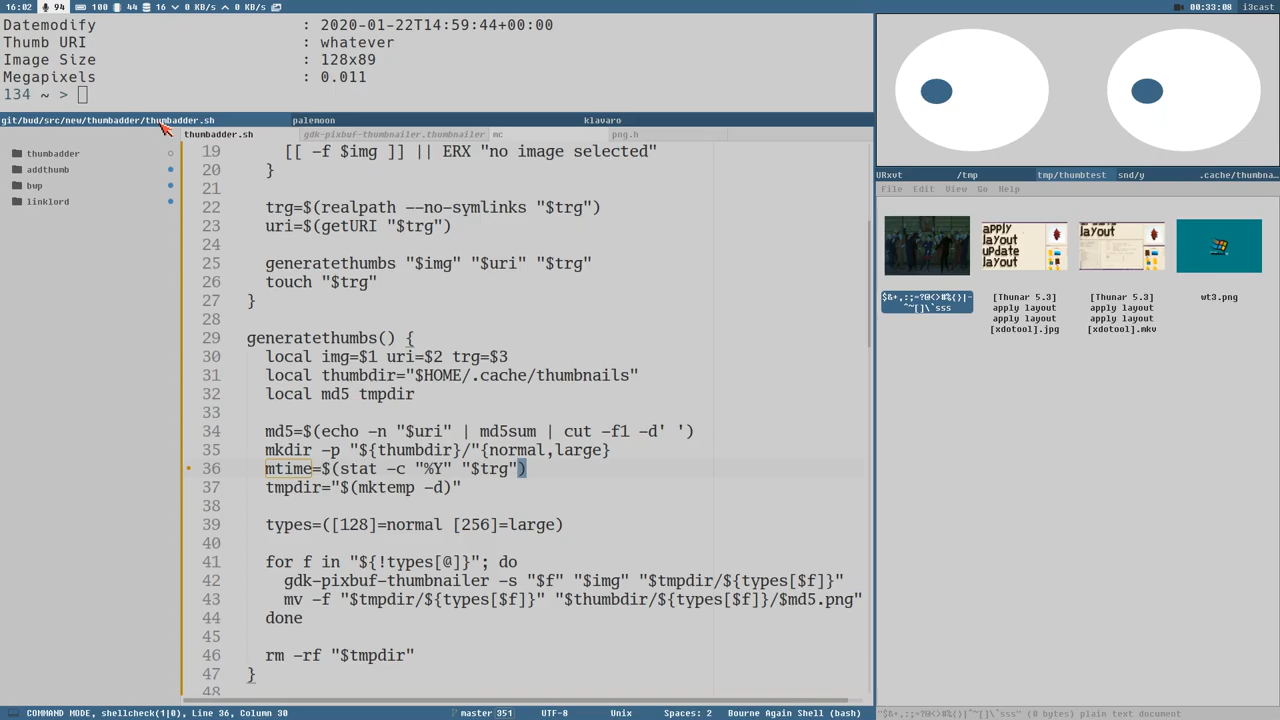 16:02 94 100 44 16 0 KB/s 0 KB/s
00:33:08 i3cast
Datemodify : 2020-01-22T14:59:44+00:00
Thumb URI : whatever
Image Size : 128x89
Megapixels : 0.011
134 ~ >
git/bud/src/new/thumbadder/thumbadder.sh palemoon klavaro
thumbadder.sh gdk-pixbuf-thumbnailer.thumbnailer mc png.h
thumbadder
addthumb
bwp
linklord
19 [[ -f $img ]] || ERX "no image selected"
20 }
21
22 trg=$(realpath --no-symlinks "$trg")
23 uri=$(getURI "$trg")
24
25 generatethumbs "$img" "$uri" "$trg"
26 touch "$trg"
27 }
28
29 generatethumbs() {
30 local img=$1 uri=$2 trg=$3
31 local thumbdir="$HOME/.cache/thumbnails"
32 local md5 tmpdir
33
34 md5=$(echo -n "$uri" | md5sum | cut -f1 -d' ')
35 mkdir -p "${thumbdir}/"{normal,large}
36 mtime=$(stat -c "%Y" "$trg")
37 tmpdir="$(mktemp -d)"
38
39 types=([128]=normal [256]=large)
40
41 for f in "${!types[@]}"; do
42 gdk-pixbuf-thumbnailer -s "$f" "$img" "$tmpdir/${types[$f]}"
43 mv -f "$tmpdir/${types[$f]}" "$thumbdir/${types[$f]}/$md5.png"
44 done
45
46 rm -rf "$tmpdir"
47 }
48
COMMAND MODE, shellcheck(1|0), Line 36, Column 30 master 351 UTF-8 Unix Spaces: 2 Bourne Again Shell (bash)
URxvt /tmp tmp/thumbtest snd/y .cache/thumbna...
File Edit View Go Help
apply
layout
update
layout
layout
$&+,:;=?@<>#%{}|-
^~[]\`sss
[Thunar 5.3]
apply layout
apply layout
[xdotool].jpg
[Thunar 5.3]
apply layout
apply layout
[xdotool].mkv
wt3.png
"$&+,:;=?@<>#%{}|-^~[]\`sss" (0 bytes) plain text document